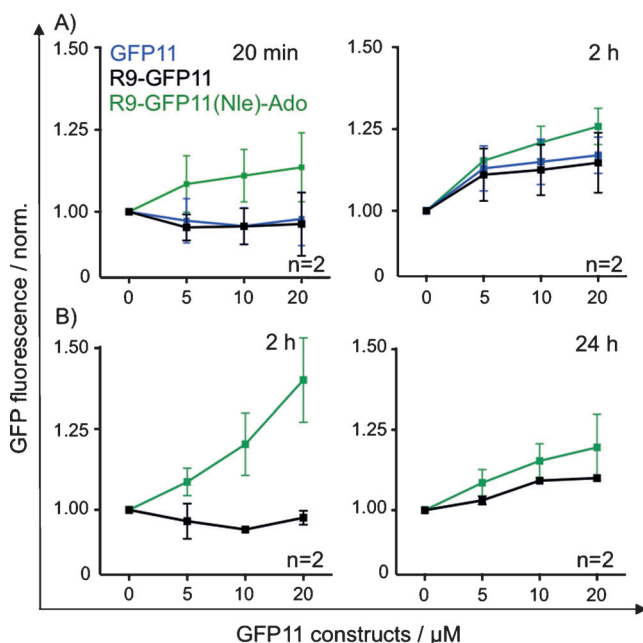 A)
GFP11
R9-GFP11
R9-GFP11(Nle)-Ado
20 min
1.50
1.25
1.00
0
0 5 10 20
n=2
2 h
1.50
1.25
1.00
0
0 5 10 20
n=2
B)
2 h
1.50
1.25
1.00
0
0 5 10 20
n=2
24 h
1.50
1.25
1.00
0
0 5 10 20
n=2
GFP fluorescence / norm.
GFP11 constructs / μM